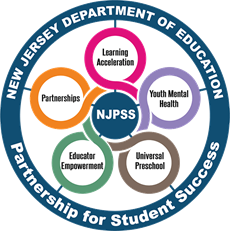 NEW JERSEY DEPARTMENT OF EDUCATION
Learning
Acceleration
Partnerships
Youth Mental
Health
NJPSS
Educator
Empowerment
Universal
Preschool
Partnership for Student Success